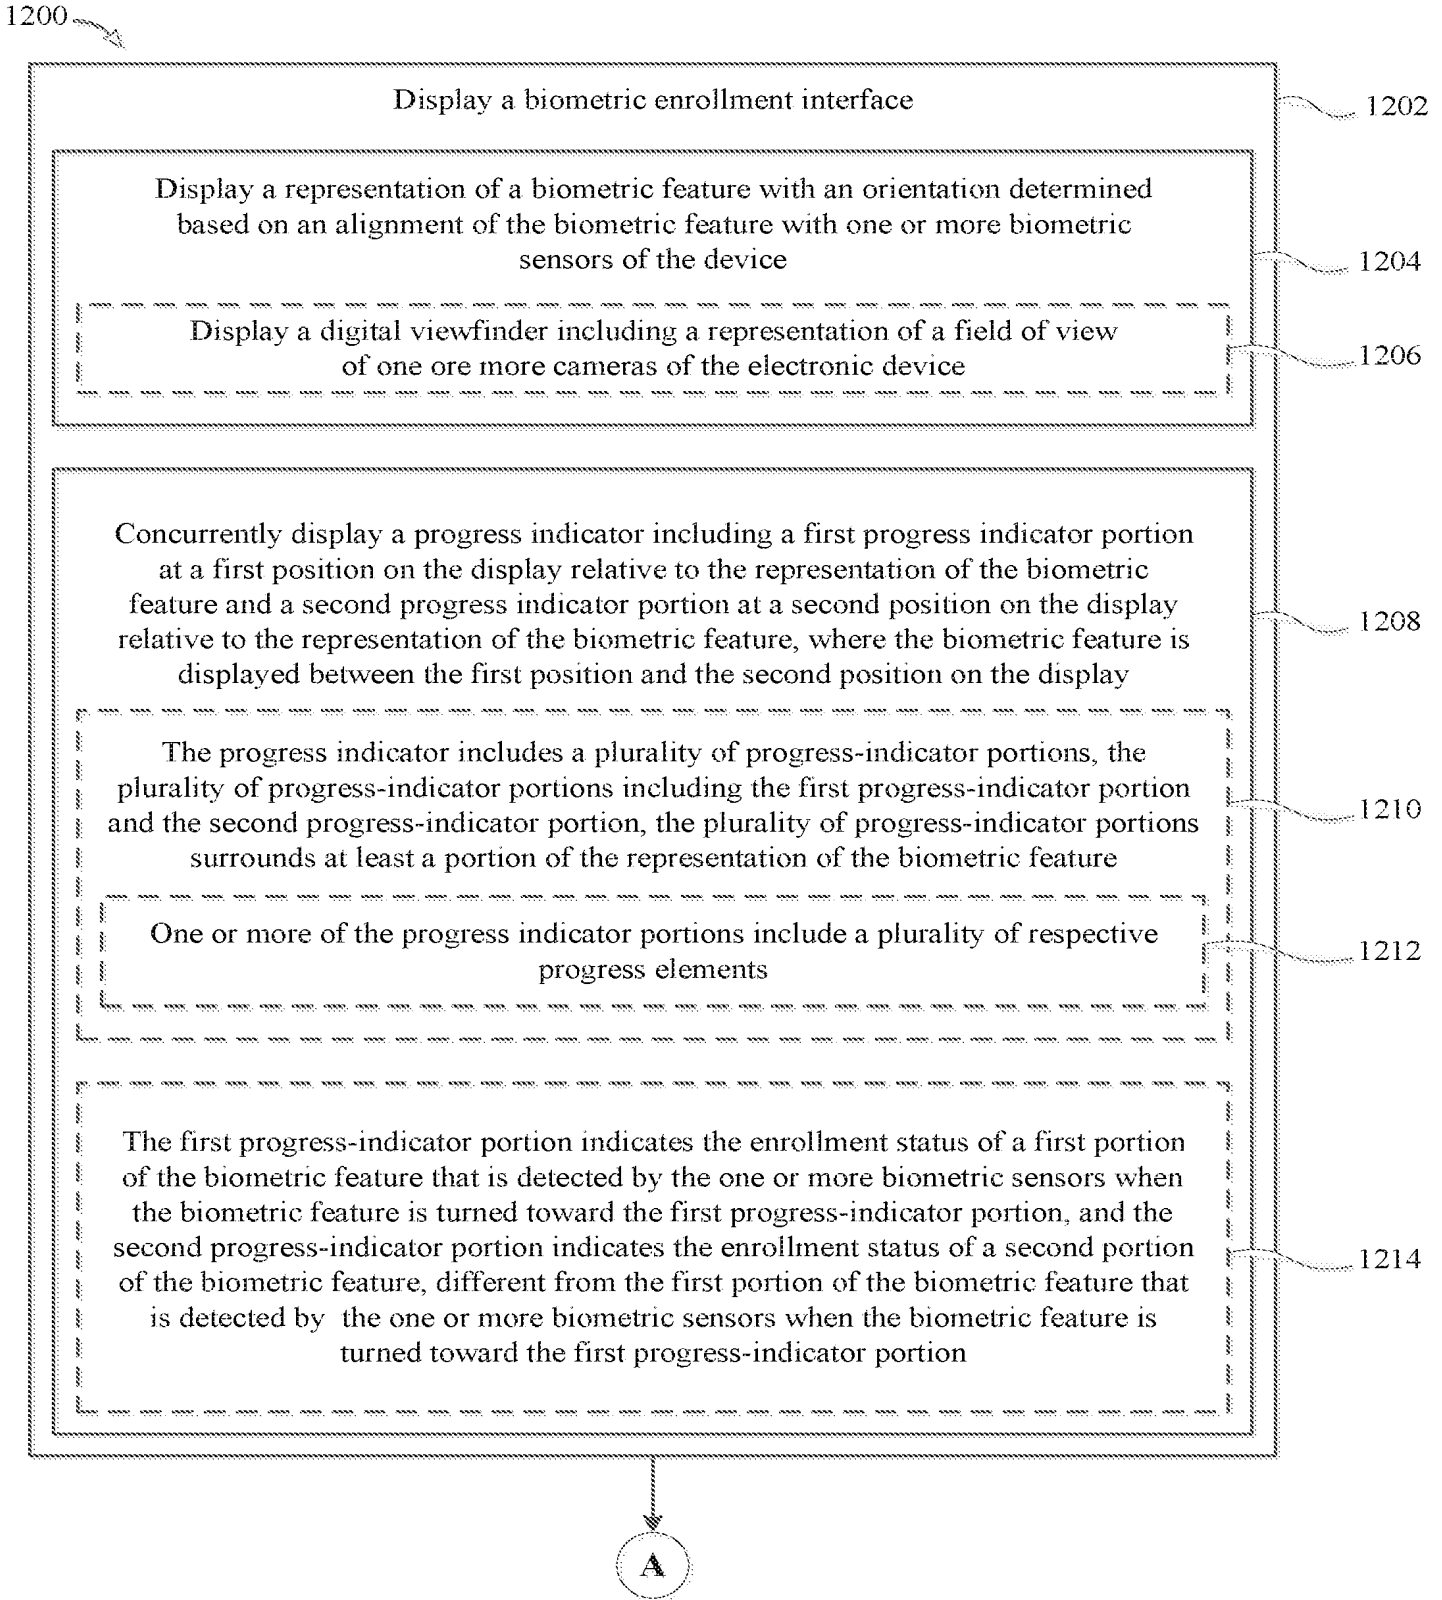 1200
Display a biometric enrollment interface
1202
Display a representation of a biometric feature with an orientation determined
based on an alignment of the biometric feature with one or more biometric
sensors of the device
1204
Display a digital viewfinder including a representation of a field of view
of one ore more cameras of the electronic device
1206
Concurrently display a progress indicator including a first progress indicator portion
at a first position on the display relative to the representation of the biometric
feature and a second progress indicator portion at a second position on the display
relative to the representation of the biometric feature, where the biometric feature is
displayed between the first position and the second position on the display
1208
The progress indicator includes a plurality of progress-indicator portions, the
plurality of progress-indicator portions including the first progress-indicator portion
and the second progress-indicator portion, the plurality of progress-indicator portions
surrounds at least a portion of the representation of the biometric feature
1210
One or more of the progress indicator portions include a plurality of respective
progress elements
1212
The first progress-indicator portion indicates the enrollment status of a first portion
of the biometric feature that is detected by the one or more biometric sensors when
the biometric feature is turned toward the first progress-indicator portion, and the
second progress-indicator portion indicates the enrollment status of a second portion
of the biometric feature, different from the first portion of the biometric feature that
is detected by the one or more biometric sensors when the biometric feature is
turned toward the first progress-indicator portion
1214
A